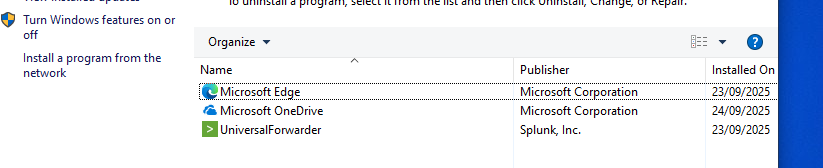 To uninstall a program, select it from the list and then click Uninstall, Change, or Repair.
Turn Windows features on or
off
Install a program from the
network
Organize
Name Publisher Installed On
Microsoft Edge Microsoft Corporation 23/09/2025
Microsoft OneDrive Microsoft Corporation 24/09/2025
UniversalForwarder Splunk, Inc. 23/09/2025